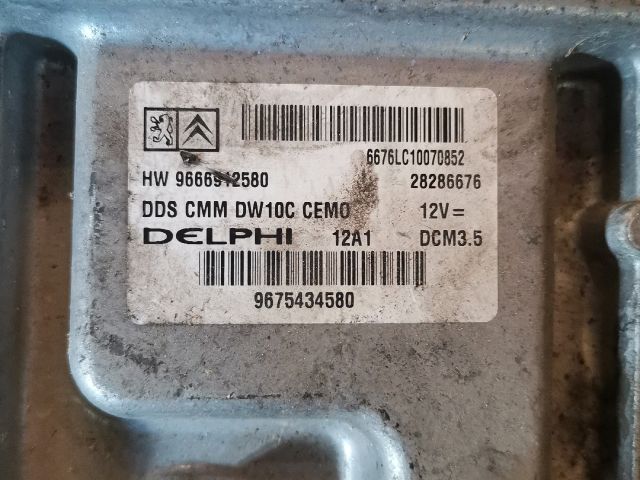 6676LC10070852
HW 9666912580 28286676
DDS CMM DW10C CEMO 12V=
DELPHI 12A1 DCM3.5
9675434580